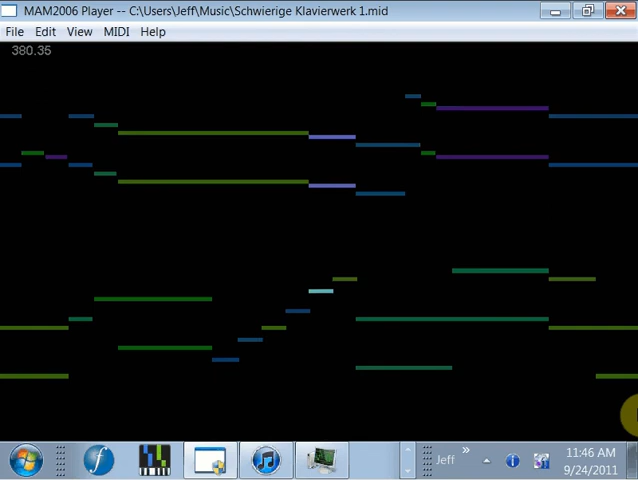 MAM2006 Player -- C:\Users\Jeff\Music\Schwierige Klavierwerk 1.mid
File Edit View MIDI Help
380.35
Jeff » 11:46 AM
9/24/2011